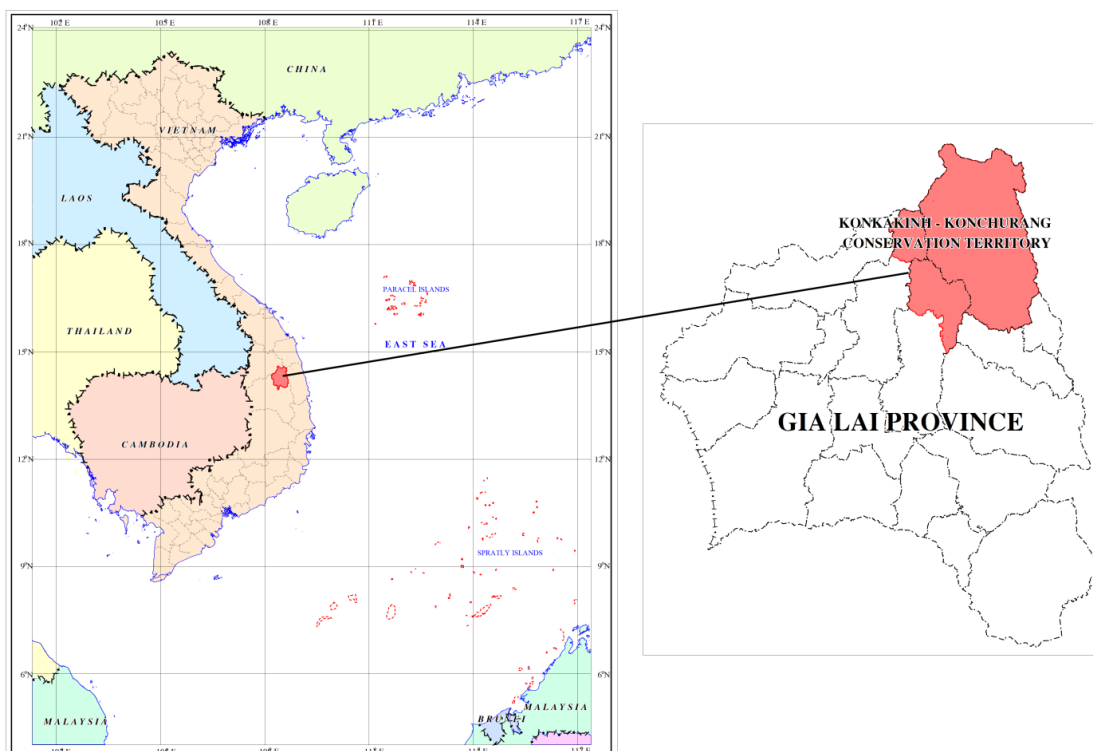 102 E 105 E 108 E 111 E 114 E 117 E
24°N 24°N
CHINA
VIETNAM
21°N 21°N
LAOS
18°N 18°N
PARACEL ISLANDS
THAILAND
EAST SEA
15°N 15°N
CAMBODIA
12°N 12°N
SPRATLY ISLANDS
9°N 9°N
6°N 6°N
MALAYSIA
BRUNEI
MALAYSIA
KONKAKINH - KONCHURANG
CONSERVATION TERRITORY
GIA LAI PROVINCE